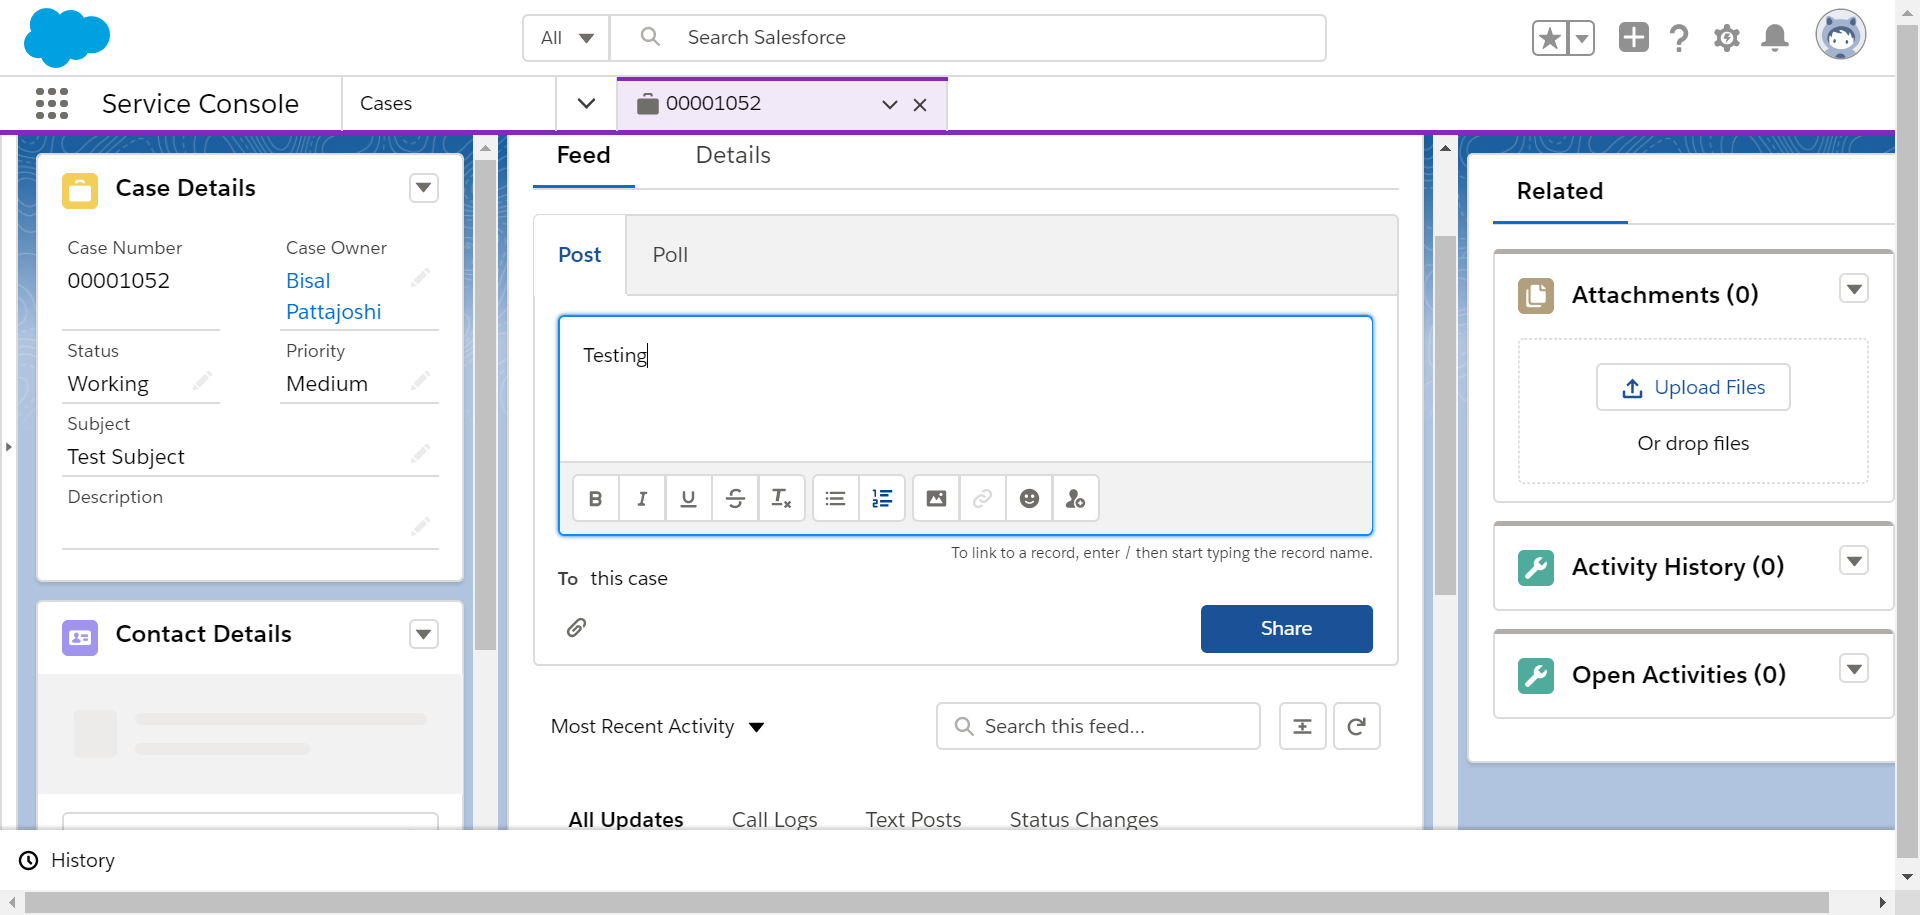 All
Search Salesforce
Service Console
Cases
00001052
Case Details
Case Number
00001052
Case Owner
Bisal
Pattajoshi
Status
Working
Priority
Medium
Subject
Test Subject
Description
Contact Details
Feed
Details
Post
Poll
Testing
B I U S Tx
To link to a record, enter / then start typing the record name.
To this case
Share
Most Recent Activity
Search this feed...
All Updates
Call Logs
Text Posts
Status Changes
Related
Attachments (0)
Upload Files
Or drop files
Activity History (0)
Open Activities (0)
History